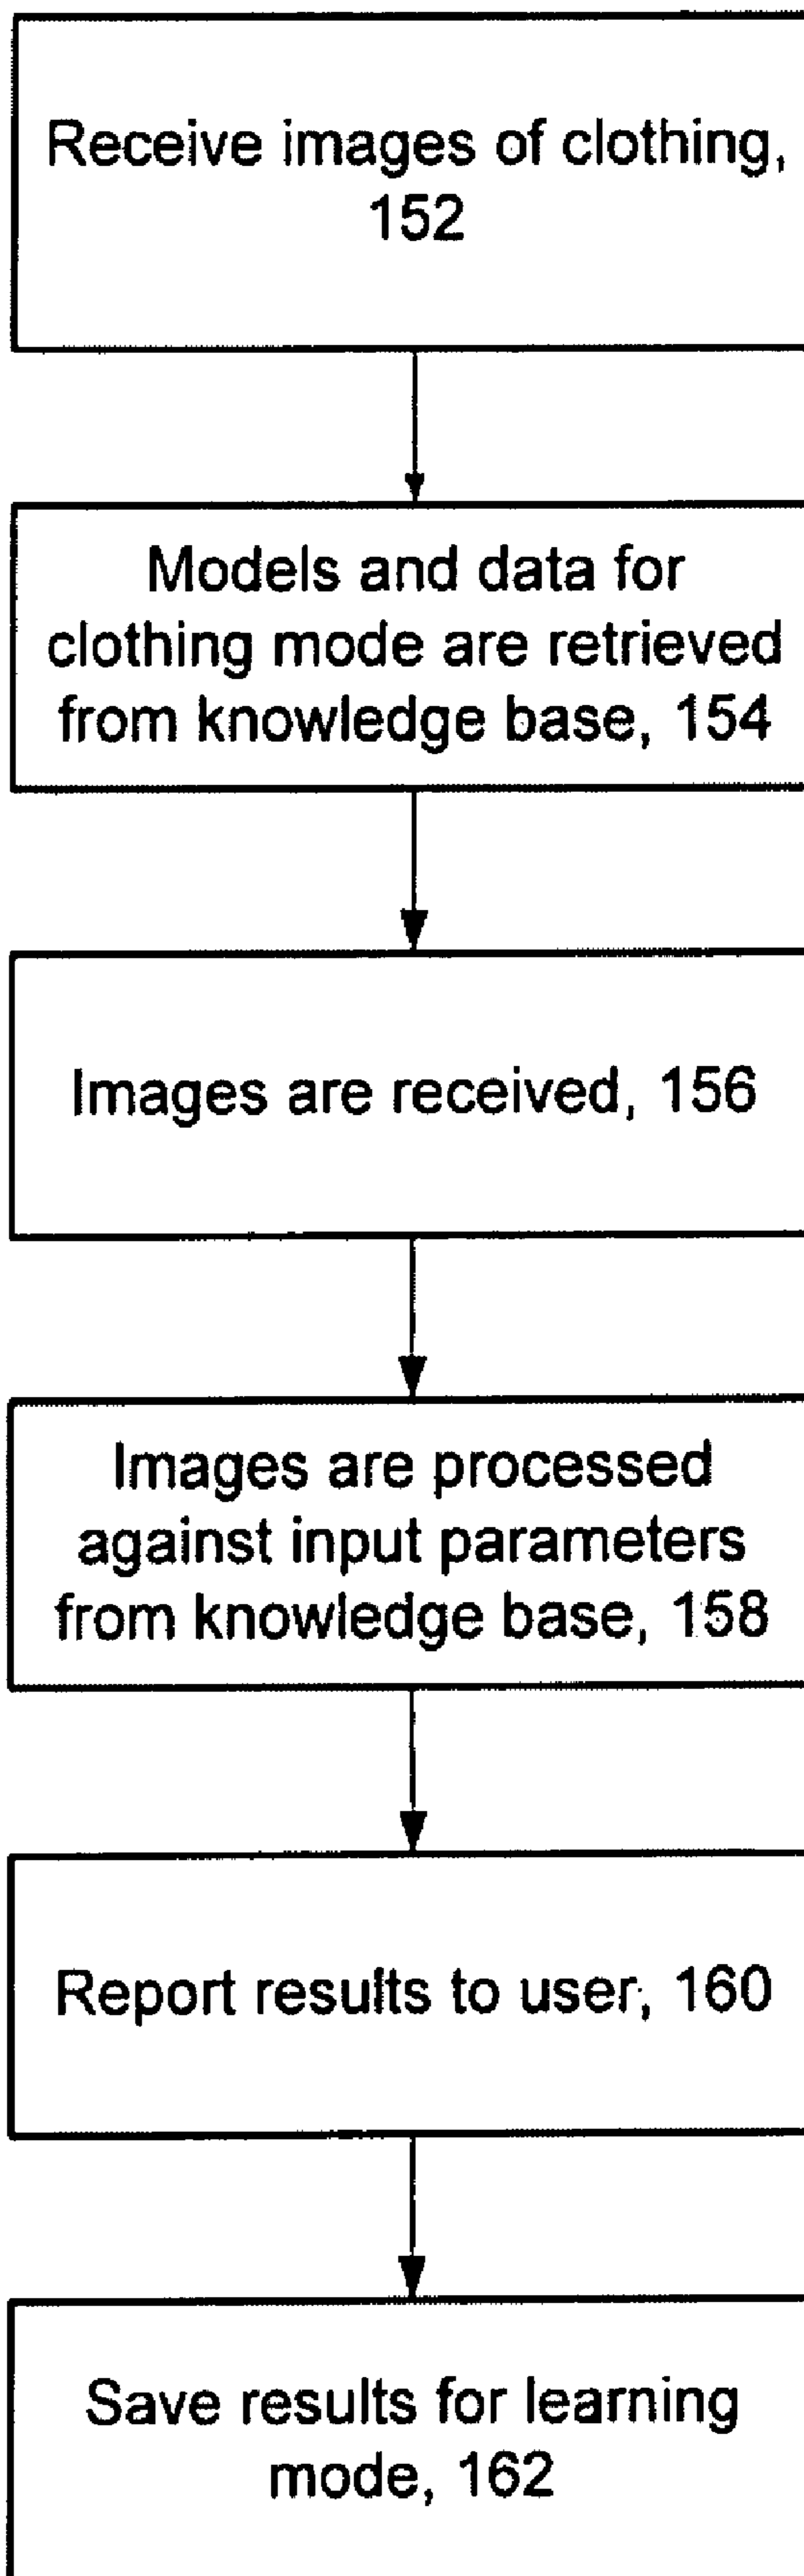 Receive images of clothing,
152
Models and data for
clothing mode are retrieved
from knowledge base, 154
Images are received, 156
Images are processed
against input parameters
from knowledge base, 158
Report results to user, 160
Save results for learning
mode, 162